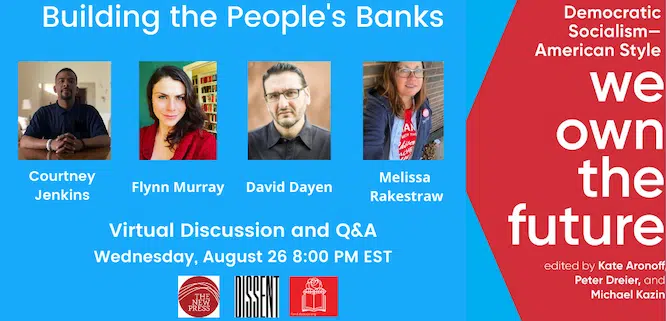 Building the People's Banks
Courtney
Jenkins
Flynn Murray
David Dayen
Melissa
Rakestraw
Virtual Discussion and Q&A
Wednesday, August 26 8:00 PM EST
THE
NEW
PRESS
DISSENT
Democratic
Socialism—
American Style
we
own
the
future
edited by Kate Aronoff,
Peter Dreier, and
Michael Kazin